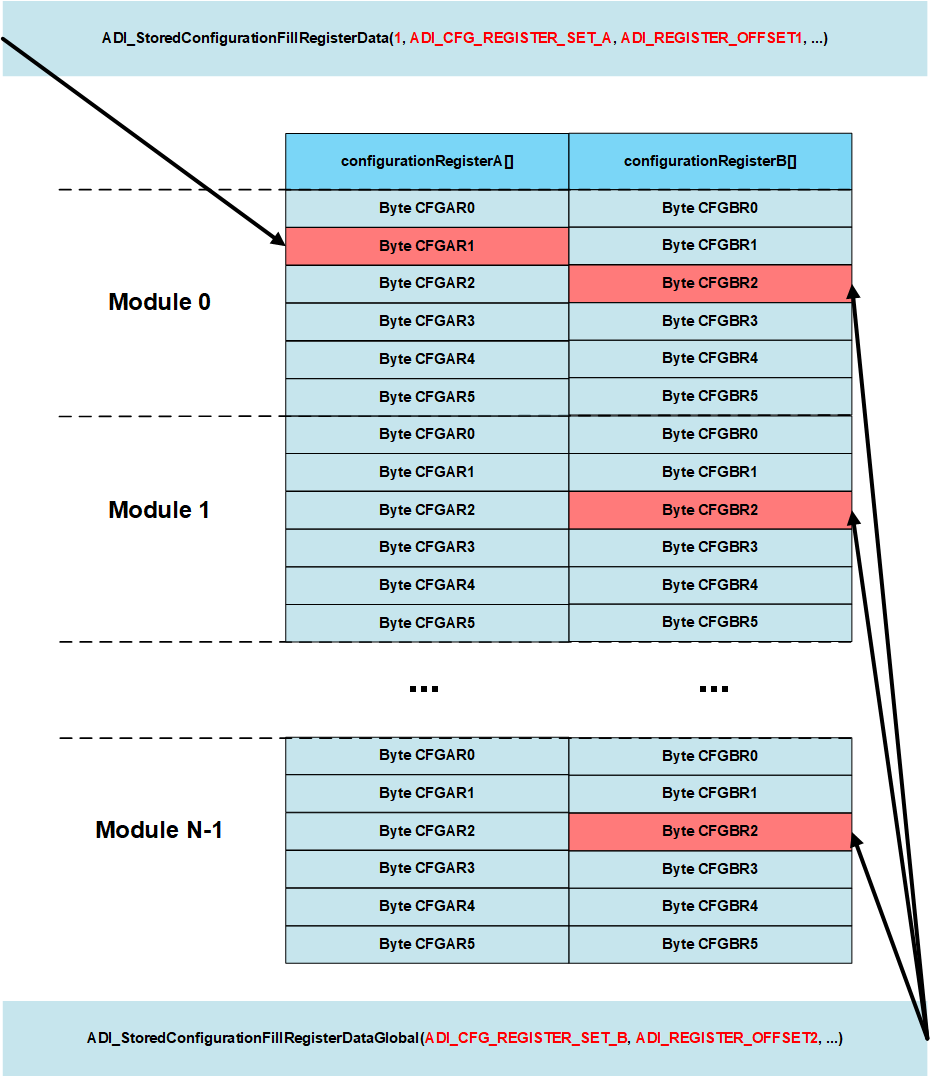 ADI_StoredConfigurationFillRegisterData(1, ADI_CFG_REGISTER_SET_A, ADI_REGISTER_OFFSET1, ...)
configurationRegisterA[] configurationRegisterB[]
Byte CFGAR0 Byte CFGBR0
Byte CFGAR1 Byte CFGBR1
Byte CFGAR2 Byte CFGBR2
Module 0
Byte CFGAR3 Byte CFGBR3
Byte CFGAR4 Byte CFGBR4
Byte CFGAR5 Byte CFGBR5
Byte CFGAR0 Byte CFGBR0
Byte CFGAR1 Byte CFGBR1
Module 1 Byte CFGAR2 Byte CFGBR2
Byte CFGAR3 Byte CFGBR3
Byte CFGAR4 Byte CFGBR4
Byte CFGAR5 Byte CFGBR5
... ...
Byte CFGAR0 Byte CFGBR0
Byte CFGAR1 Byte CFGBR1
Module N-1 Byte CFGAR2 Byte CFGBR2
Byte CFGAR3 Byte CFGBR3
Byte CFGAR4 Byte CFGBR4
Byte CFGAR5 Byte CFGBR5
ADI_StoredConfigurationFillRegisterDataGlobal(ADI_CFG_REGISTER_SET_B, ADI_REGISTER_OFFSET2, ...)